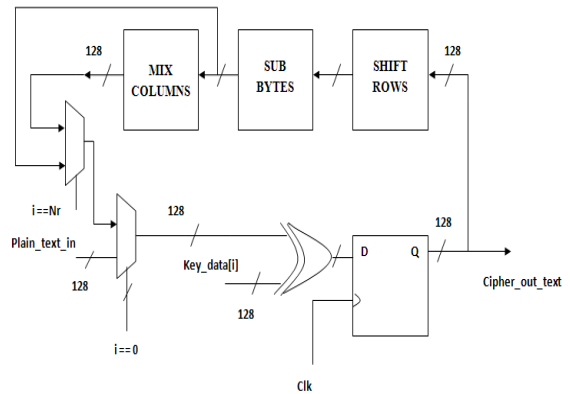 128
MIX
COLUMNS
SUB
BYTES
SHIFT
ROWS
128
i==Nr
Plain_text_in
128
i==0
128
Key_data[i]
128
D Q
128
Cipher_out_text
Clk